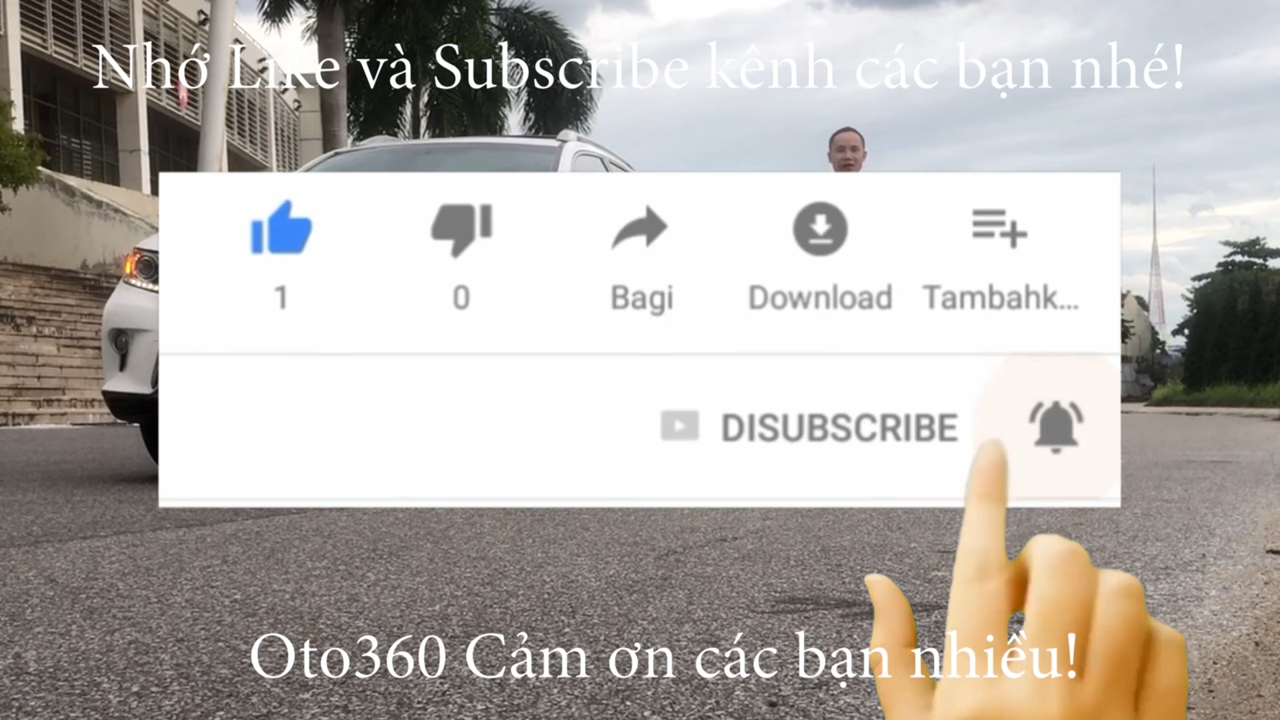 Nhớ Like và Subscribe kênh các bạn nhé!
1
0
Bagi
Download
Tambahk...
DISUBSCRIBE
Oto360 Cảm ơn các bạn nhiều!